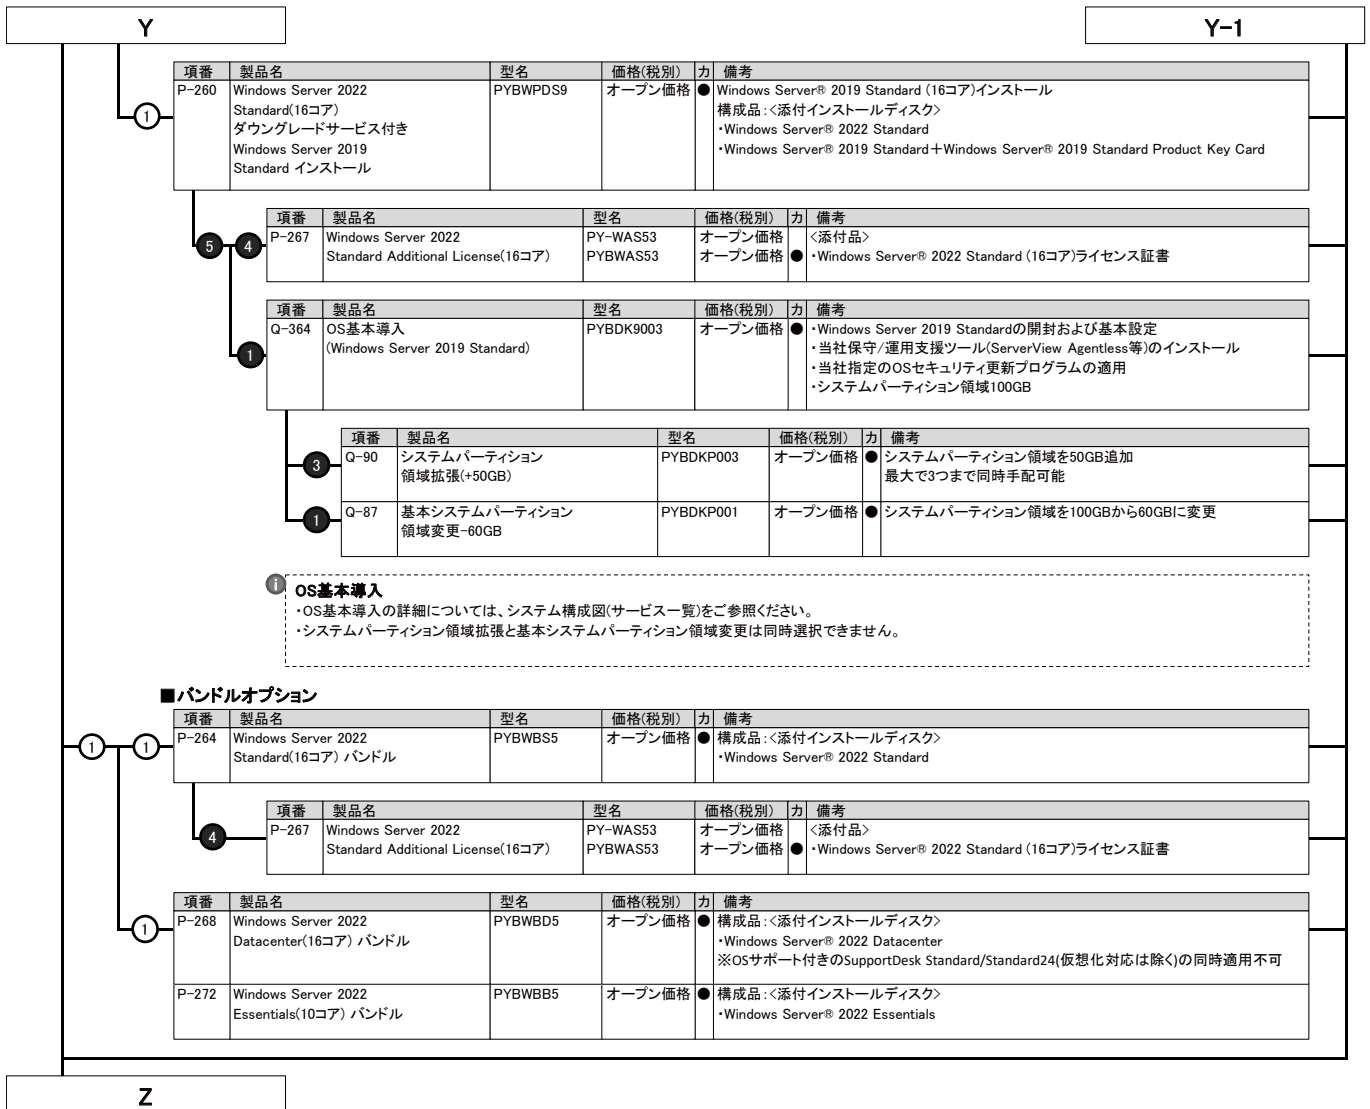 Y
Y-1
項番 製品名 型名 価格(税別) カ 備考
P-260 Windows Server 2022 PYBWPDS9 オープン価格 ● Windows Server® 2019 Standard (16コア)インストール
Standard(16コア) 構成品:<添付インストールディスク>
ダウングレードサービス付き ・Windows Server® 2022 Standard
Windows Server 2019 ・Windows Server® 2019 Standard+Windows Server® 2019 Standard Product Key Card
Standard インストール
1
項番 製品名 型名 価格(税別) カ 備考
5 4 P-267 Windows Server 2022 PY-WAS53 オープン価格 <添付品>
Standard Additional License(16コア) PYBWAS53 オープン価格 ● ・Windows Server® 2022 Standard (16コア)ライセンス証書
項番 製品名 型名 価格(税別) カ 備考
Q-364 OS基本導入 PYBDK9003 オープン価格 ● ・Windows Server 2019 Standardの開封および基本設定
(Windows Server 2019 Standard) ・当社保守/運用支援ツール(ServerView Agentless等)のインストール
1 ・当社指定のOSセキュリティ更新プログラムの適用
・システムパーティション領域100GB
項番 製品名 型名 価格(税別) カ 備考
3 Q-90 システムパーティション PYBDKP003 オープン価格 ● システムパーティション領域を50GB追加
領域拡張(+50GB) 最大で3つまで同時手配可能
1 Q-87 基本システムパーティション PYBDKP001 オープン価格 ● システムパーティション領域を100GBから60GBに変更
領域変更-60GB
i OS基本導入
・OS基本導入の詳細については、システム構成図(サービス一覧)をご参照ください。
・システムパーティション領域拡張と基本システムパーティション領域変更は同時選択できません。
■バンドルオプション
項番 製品名 型名 価格(税別) カ 備考
1 1 P-264 Windows Server 2022 PYBWBS5 オープン価格 ● 構成品:<添付インストールディスク>
Standard(16コア) バンドル ・Windows Server® 2022 Standard
項番 製品名 型名 価格(税別) カ 備考
4 P-267 Windows Server 2022 PY-WAS53 オープン価格 <添付品>
Standard Additional License(16コア) PYBWAS53 オープン価格 ● ・Windows Server® 2022 Standard (16コア)ライセンス証書
項番 製品名 型名 価格(税別) カ 備考
1 P-268 Windows Server 2022 PYBWBD5 オープン価格 ● 構成品:<添付インストールディスク>
Datacenter(16コア) バンドル ・Windows Server® 2022 Datacenter
※OSサポート付きのSupportDesk Standard/Standard24(仮想化対応は除く)の同時適用不可
P-272 Windows Server 2022 PYBWBB5 オープン価格 ● 構成品:<添付インストールディスク>
Essentials(10コア) バンドル ・Windows Server® 2022 Essentials
Z